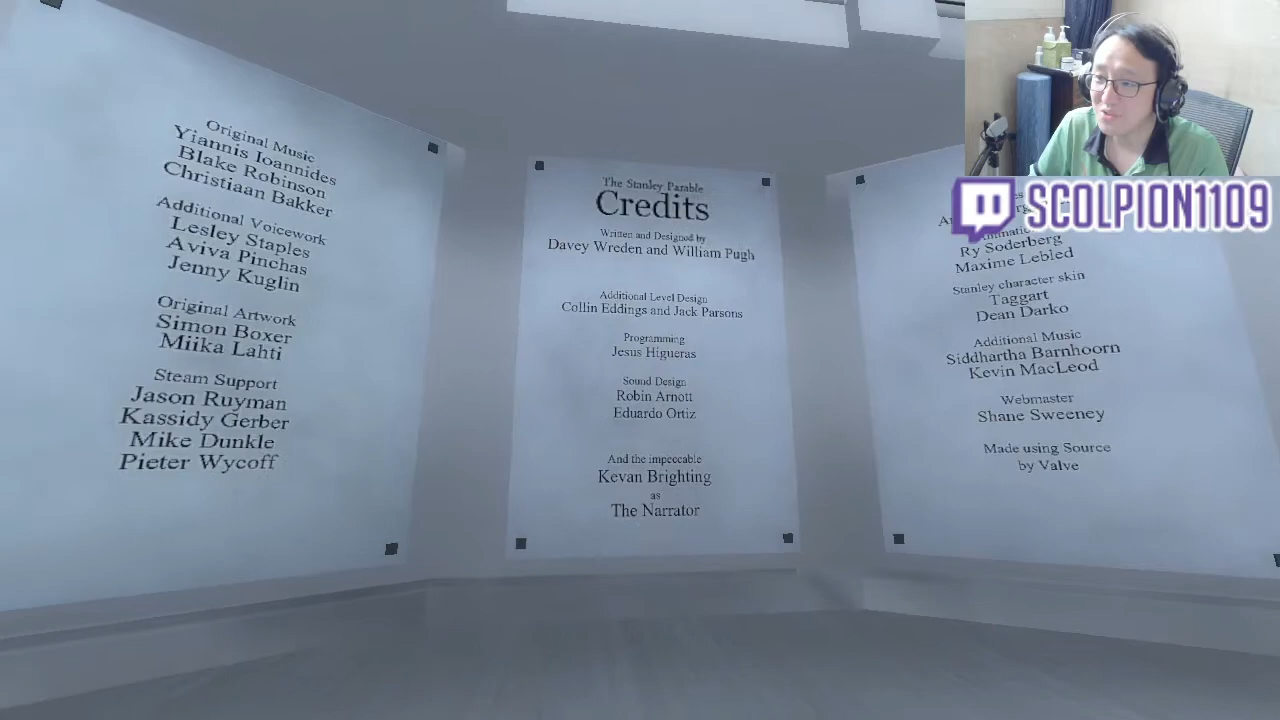 Original Music
Yiannis Ioannides
Blake Robinson
Christiaan Bakker
Additional Voicework
Lesley Staples
Aviva Pinchas
Jenny Kuglin
Original Artwork
Simon Boxer
Miika Lahti
Steam Support
Jason Ruyman
Kassidy Gerber
Mike Dunkle
Pieter Wycoff
The Stanley Parable
Credits
Written and Designed by
Davey Wreden and William Pugh
Additional Level Design
Collin Eddings and Jack Parsons
Programming
Jesus Higueras
Sound Design
Robin Arnott
Eduardo Ortiz
And the impeccable
Kevan Brighting
as
The Narrator
Ry Soderberg
Maxime Lebled
Stanley character skin
Taggart
Dean Darko
Additional Music
Siddhartha Barnhoorn
Kevin MacLeod
Webmaster
Shane Sweeney
Made using Source
by Valve
SCOLPION1109